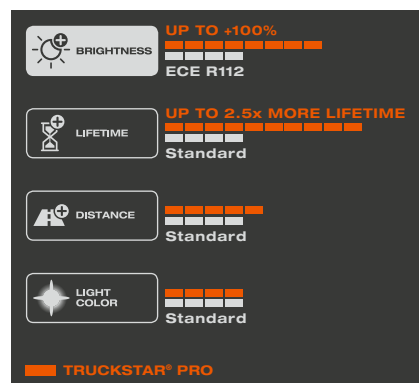 UP TO +100%
BRIGHTNESS
ECE R112
UP TO 2.5x MORE LIFETIME
LIFETIME
Standard
DISTANCE
Standard
LIGHT
COLOR
Standard
TRUCKSTAR® PRO